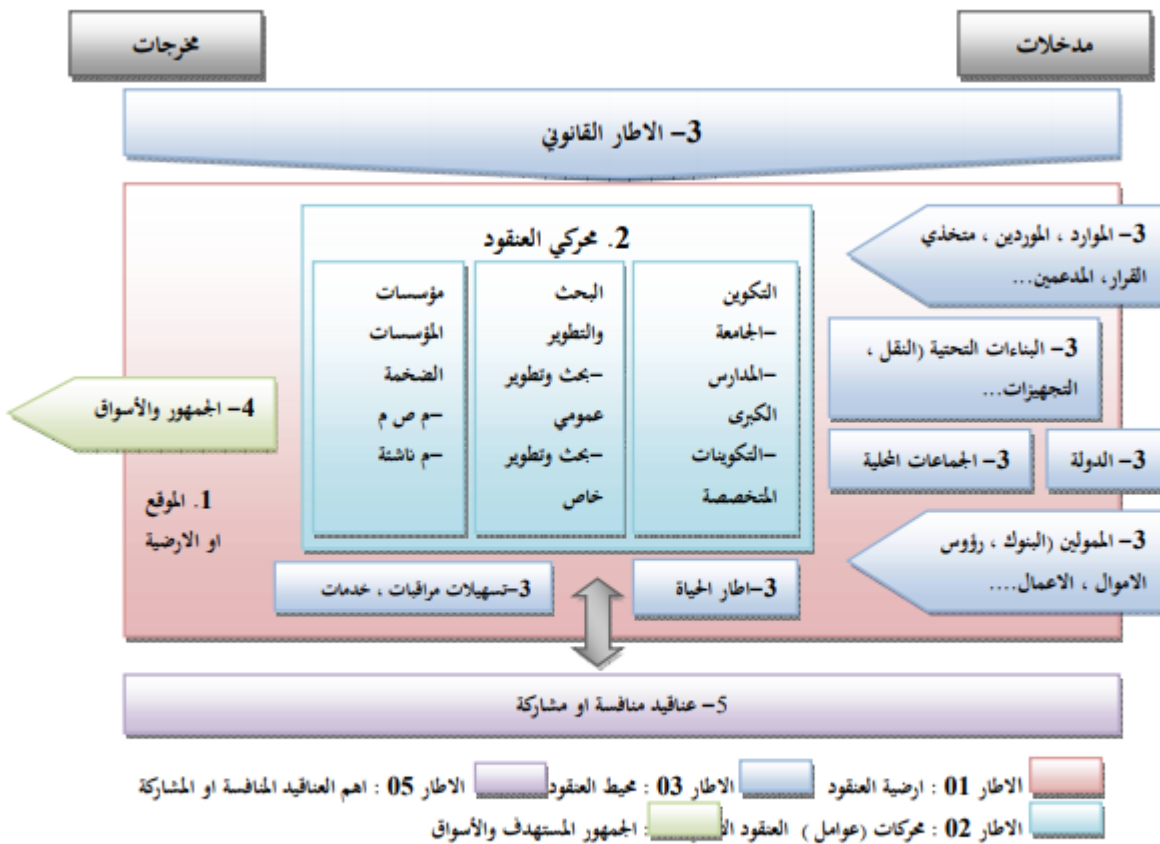 مدخلات
مخرجات
3- الاطار القانوني
3- الموارد ، الموردين ، متخذي
القرار، المدعمين...
3- البناءات التحتية (النقل ،
التجهيزات...
3- الدولة
3- الجماعات المحلية
3- الممولين (البنوك ، رؤوس
الاموال ، الاعمال....
2. محركي العنقود
التكوين
-الجامعة
-المدارس
الكبرى
-التكوينات
المتخصصة
البحث
والتطوير
-بحث وتطوير
عمومي
-بحث وتطوير
خاص
مؤسسات
المؤسسات
الضخمة
-م ص م
-م ناشئة
4- الجمهور والأسواق
1. الموقع
او الارضية
3-اطار الحياة
3-تسهيلات مراقبات ، خدمات
5- عناقيد منافسة او مشاركة
الاطار 01 : ارضية العنقود
الاطار 03 : محيط العنقود
الاطار 05 : اهم العناقيد المنافسة او المشاركة
الاطار 02 : محركات (عوامل ) العنقود
: الجمهور المستهدف والأسواق